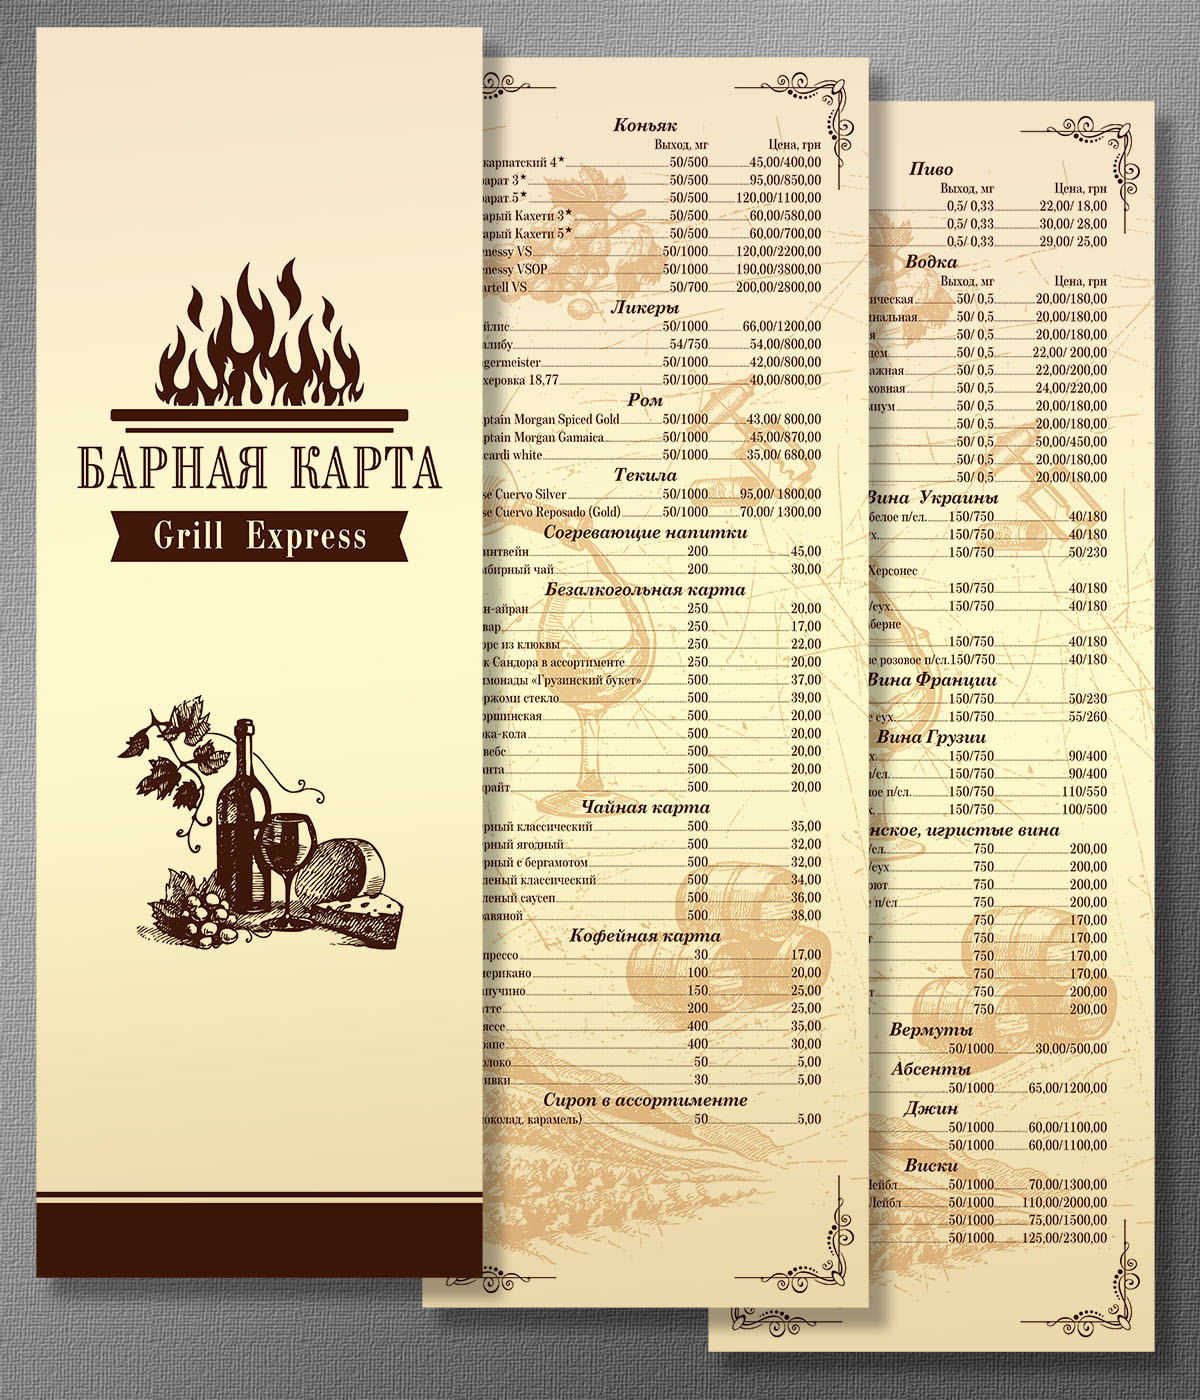 БАРНАЯ КАРТА
Grill Express
Коньяк
Выход, мг Цена, грн
карпатский 4★ 50/500 45,00/400,00
арат 3★ 50/500 95,00/850,00
арат 5★ 50/500 120,00/1100,00
арый Кахети 3★ 50/500 60,00/580,00
арый Кахети 5★ 50/500 60,00/700,00
nessy VS 50/1000 120,00/2200,00
nessy VSOP 50/1000 190,00/3800,00
artell VS 50/700 200,00/2800,00
Ликеры
йлис 50/1000 66,00/1200,00
алибу 54/750 54,00/800,00
germeister 50/1000 42,00/800,00
херовка 18,77 50/1000 40,00/800,00
Ром
ptain Morgan Spiced Gold 50/1000 43,00/ 800,00
ptain Morgan Gamaica 50/1000 45,00/870,00
cardi white 50/1000 35,00/ 680,00
Текила
se Cuervo Silver 50/1000 95,00/ 1800,00
se Cuervo Reposado (Gold) 50/1000 70,00/ 1300,00
Согревающие напитки
интвейн 200 45,00
мбирный чай 200 30,00
Безалкогольная карта
н-айран 250 20,00
вар 250 17,00
орс из клюквы 250 22,00
к Сандора в ассортименте 250 20,00
имонады «Грузинский букет» 500 37,00
оржоми стекло 500 39,00
оршинская 500 20,00
ока-кола 500 20,00
вепс 500 20,00
анта 500 20,00
прайт 500 20,00
Чайная карта
рный классический 500 35,00
рный ягодный 500 32,00
рный с бергамотом 500 32,00
леный классический 500 34,00
леный саусеп 500 36,00
авяной 500 38,00
Кофейная карта
прессо 30 17,00
мерикано 100 20,00
апучино 150 25,00
атте 200 25,00
яссе 400 35,00
рапе 400 30,00
олоко 50 5,00
ивки 30 5,00
Сироп в ассортименте
околад, карамель) 50 5,00
Пиво
Выход, мг Цена, грн
0,5/ 0,33 22,00/ 18,00
0,5/ 0,33 30,00/ 28,00
0,5/ 0,33 29,00/ 25,00
Водка
Выход, мг Цена, грн
ическая 50/ 0,5 20,00/180,00
инальная 50/ 0,5 20,00/180,00
я 50/ 0,5 20,00/180,00
цем 50/ 0,5 22,00/ 200,00
ажная 50/ 0,5 22,00/200,00
ховная 50/ 0,5 24,00/220,00
миум 50/ 0,5 20,00/180,00
50/ 0,5 20,00/180,00
50/ 0,5 50,00/450,00
50/ 0,5 20,00/180,00
50/ 0,5 20,00/180,00
Вина Украины
белое п/сл. 150/750 40/180
х. 150/750 40/180
150/750 50/230
Херсонес
150/750 40/180
/сух. 150/750 40/180
берне
150/750 40/180
зе розовое п/сл.150/750 40/180
Вина Франции
150/750 50/230
е сух. 150/750 55/260
Вина Грузии
х. 150/750 90/400
п/сл. 150/750 90/400
ное п/сл. 150/750 110/550
х. 150/750 100/500
нское, игристые вина
/сл. 750 200,00
/сух 750 200,00
рют 750 200,00
е п/сл 750 200,00
750 170,00
т 750 170,00
750 170,00
750 170,00
т 750 200,00
750 200,00
Вермуты
50/1000 30,00/500,00
Абсенты
50/1000 65,00/1200,00
Джин
50/1000 60,00/1100,00
50/1000 60,00/1100,00
Виски
Лейбл 50/1000 70,00/1300,00
Лейбл 50/1000 110,00/2000,00
50/1000 75,00/1500,00
50/1000 125,00/2300,00